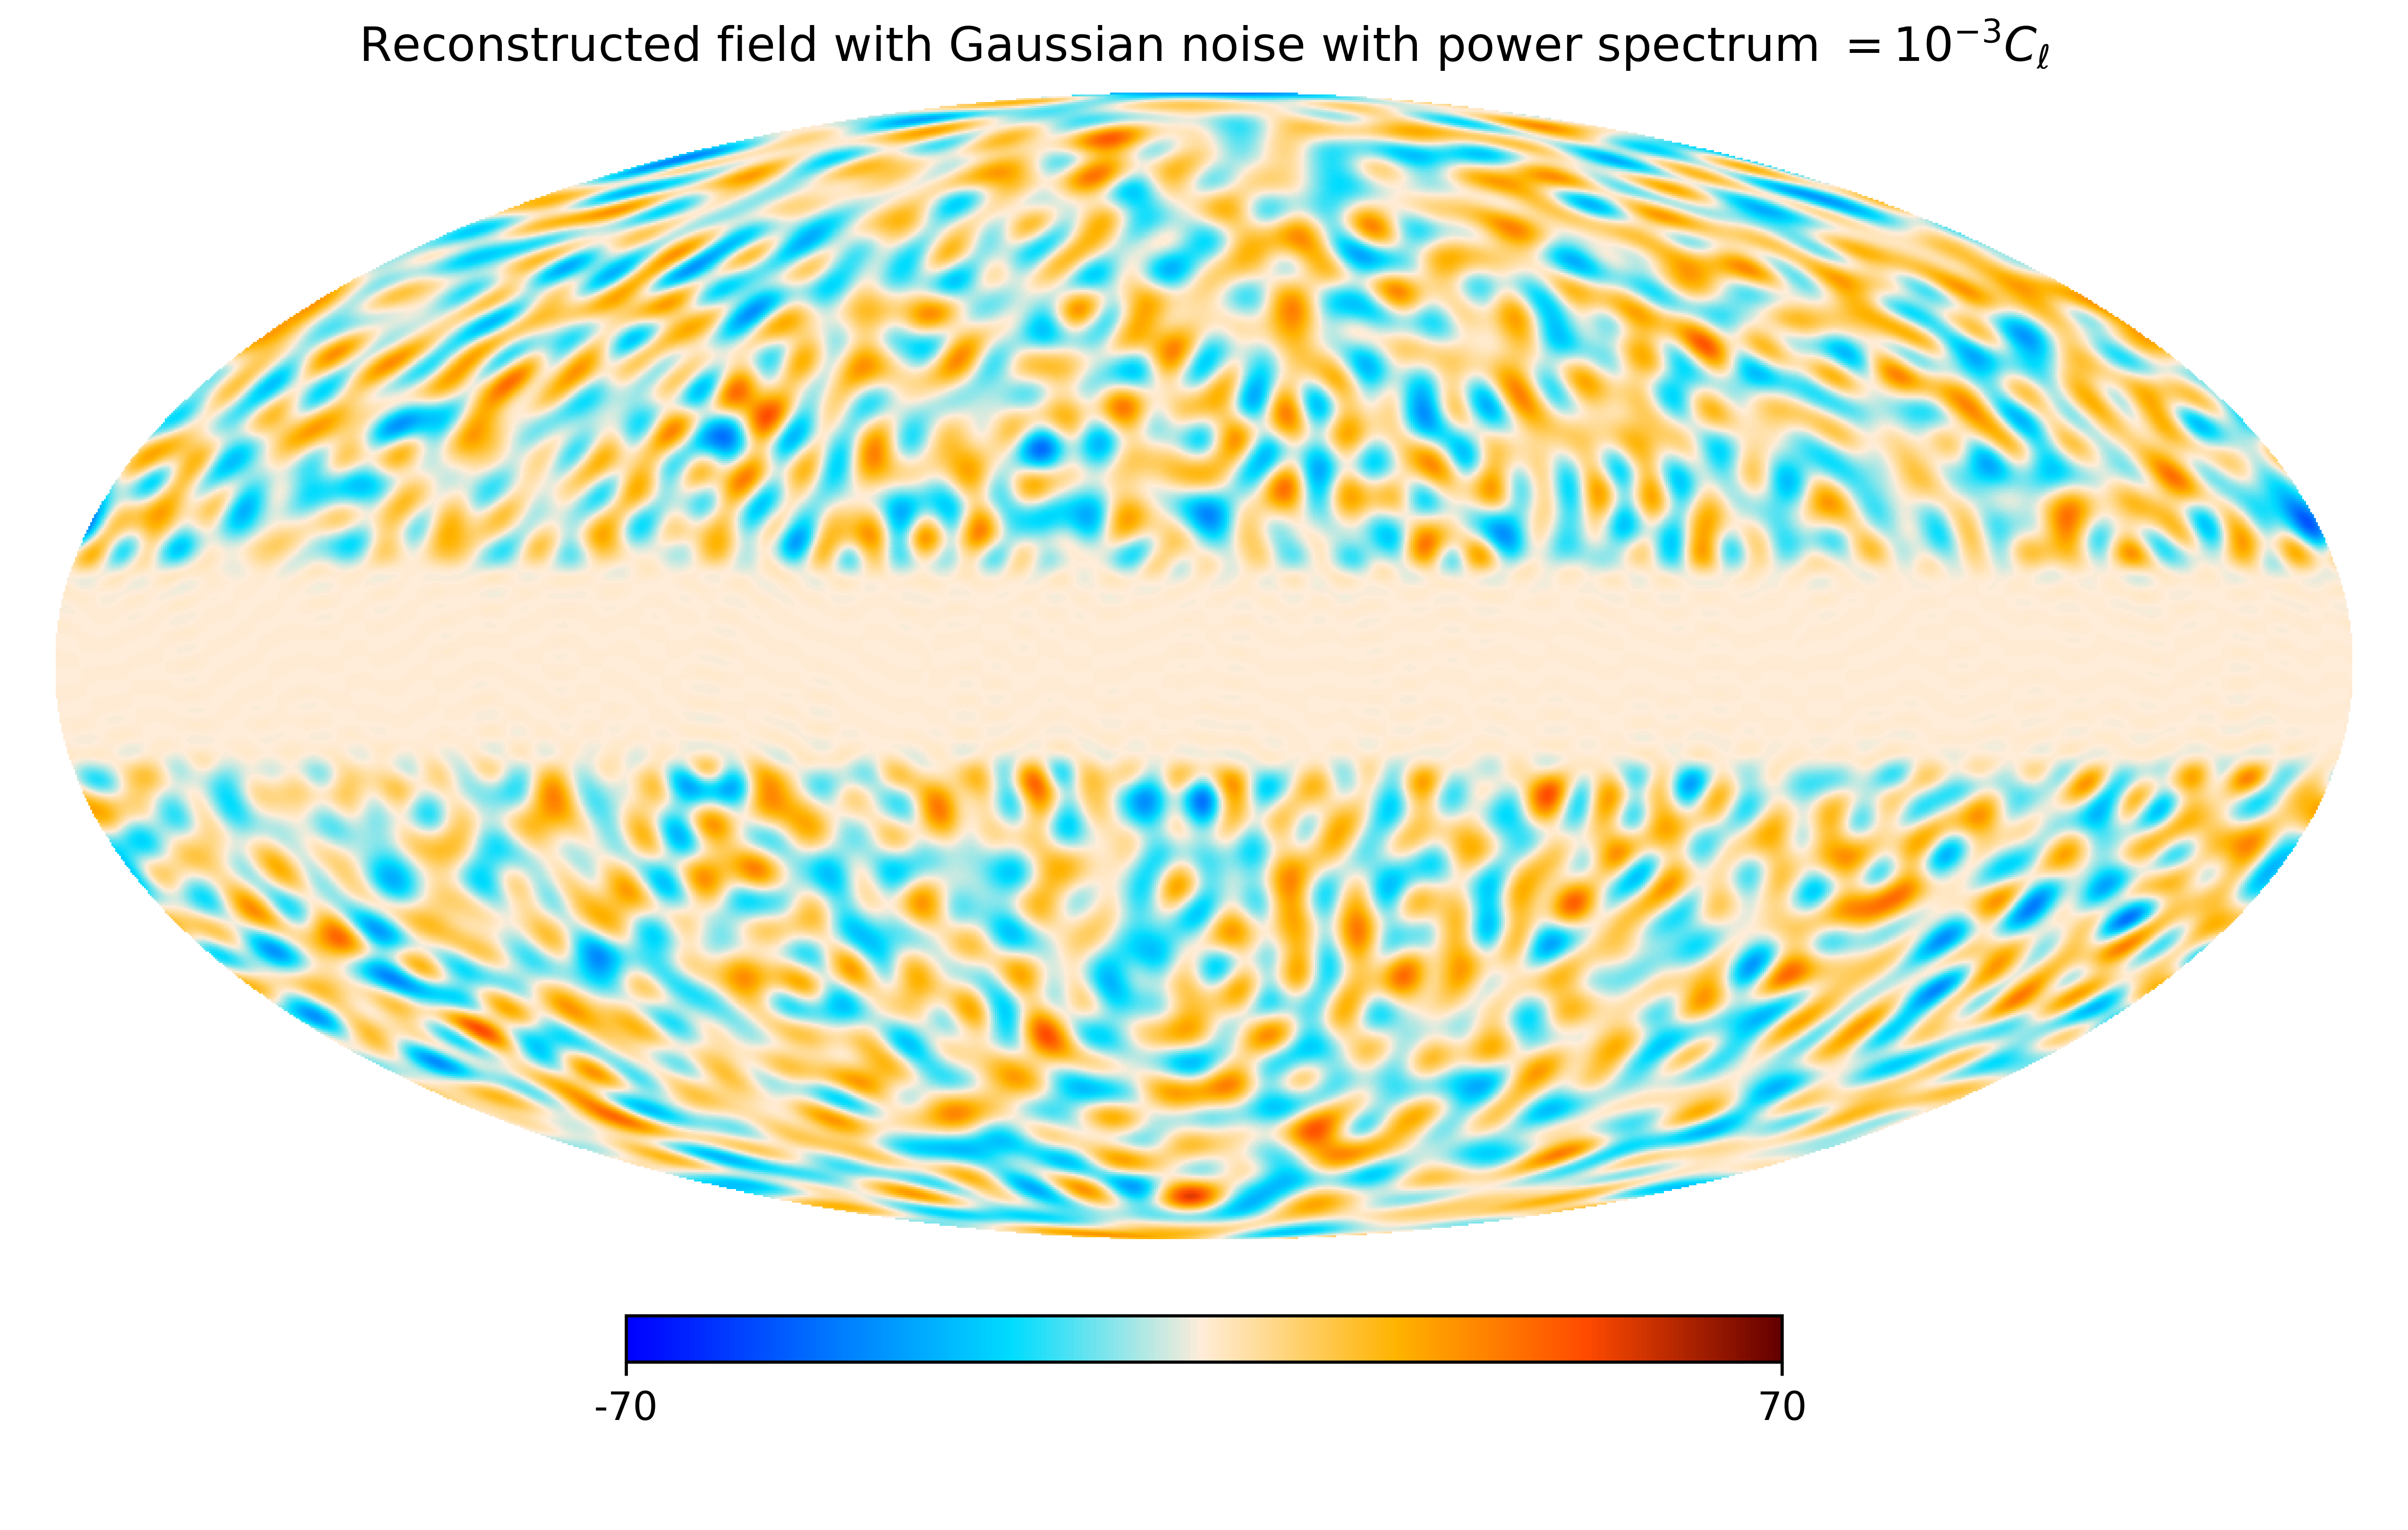 Reconstructed field with Gaussian noise with power spectrum $= 10^{-3}C_\ell$
-70 70